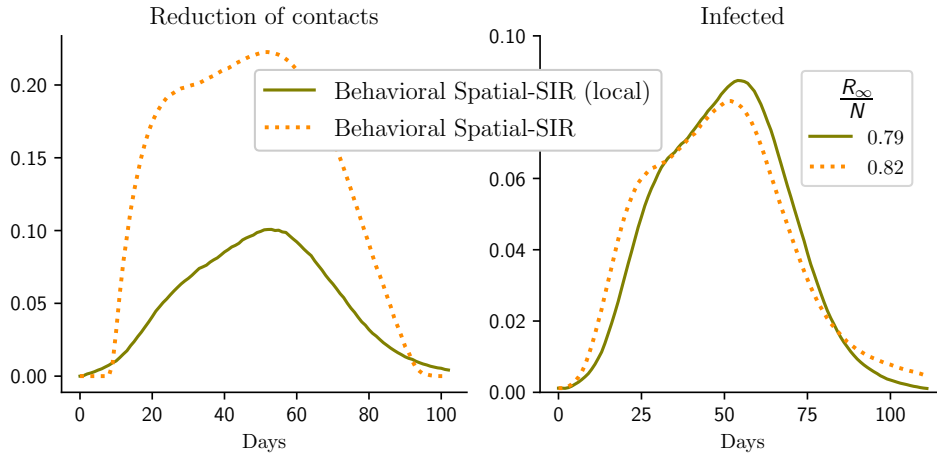 Reduction of contacts
0.20
0.15
0.10
0.05
0.00
0
20
40
60
80
100
Days
Behavioral Spatial-SIR (local)
Behavioral Spatial-SIR
Infected
0.10
0.06
0.04
0.02
0.00
0
25
50
75
100
Days
R∞
N
0.79
0.82